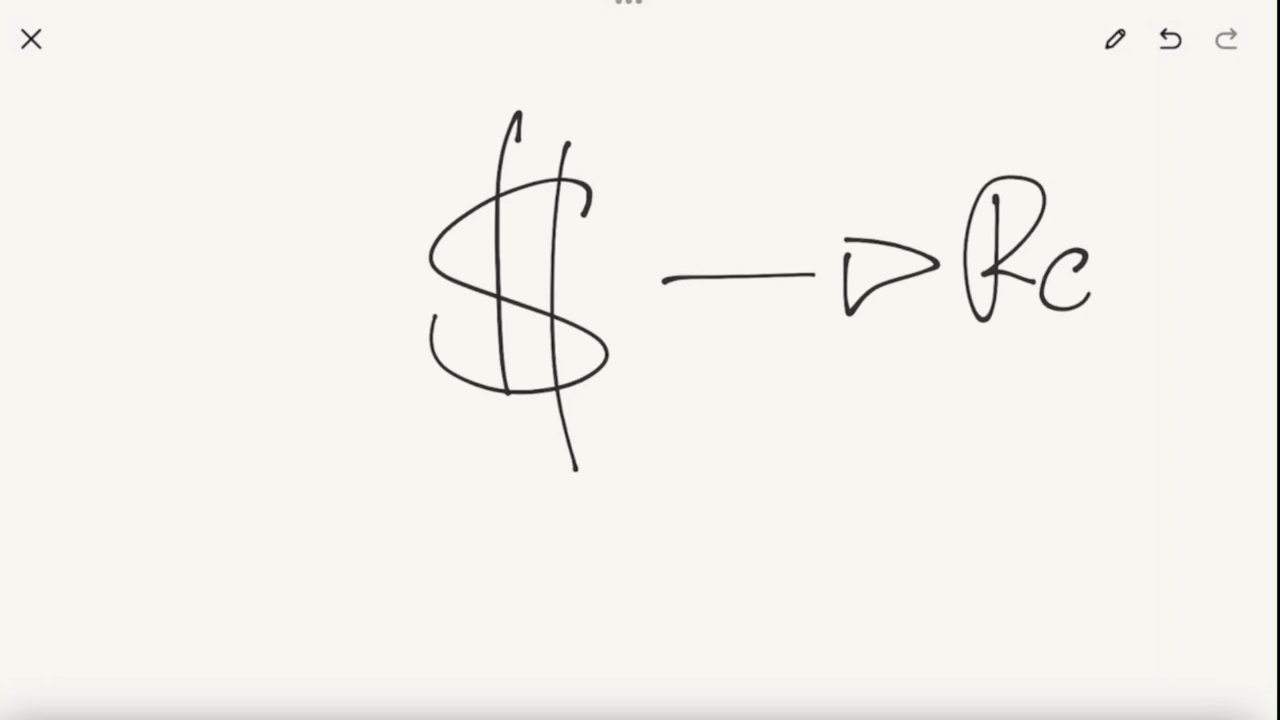 $ → Rc